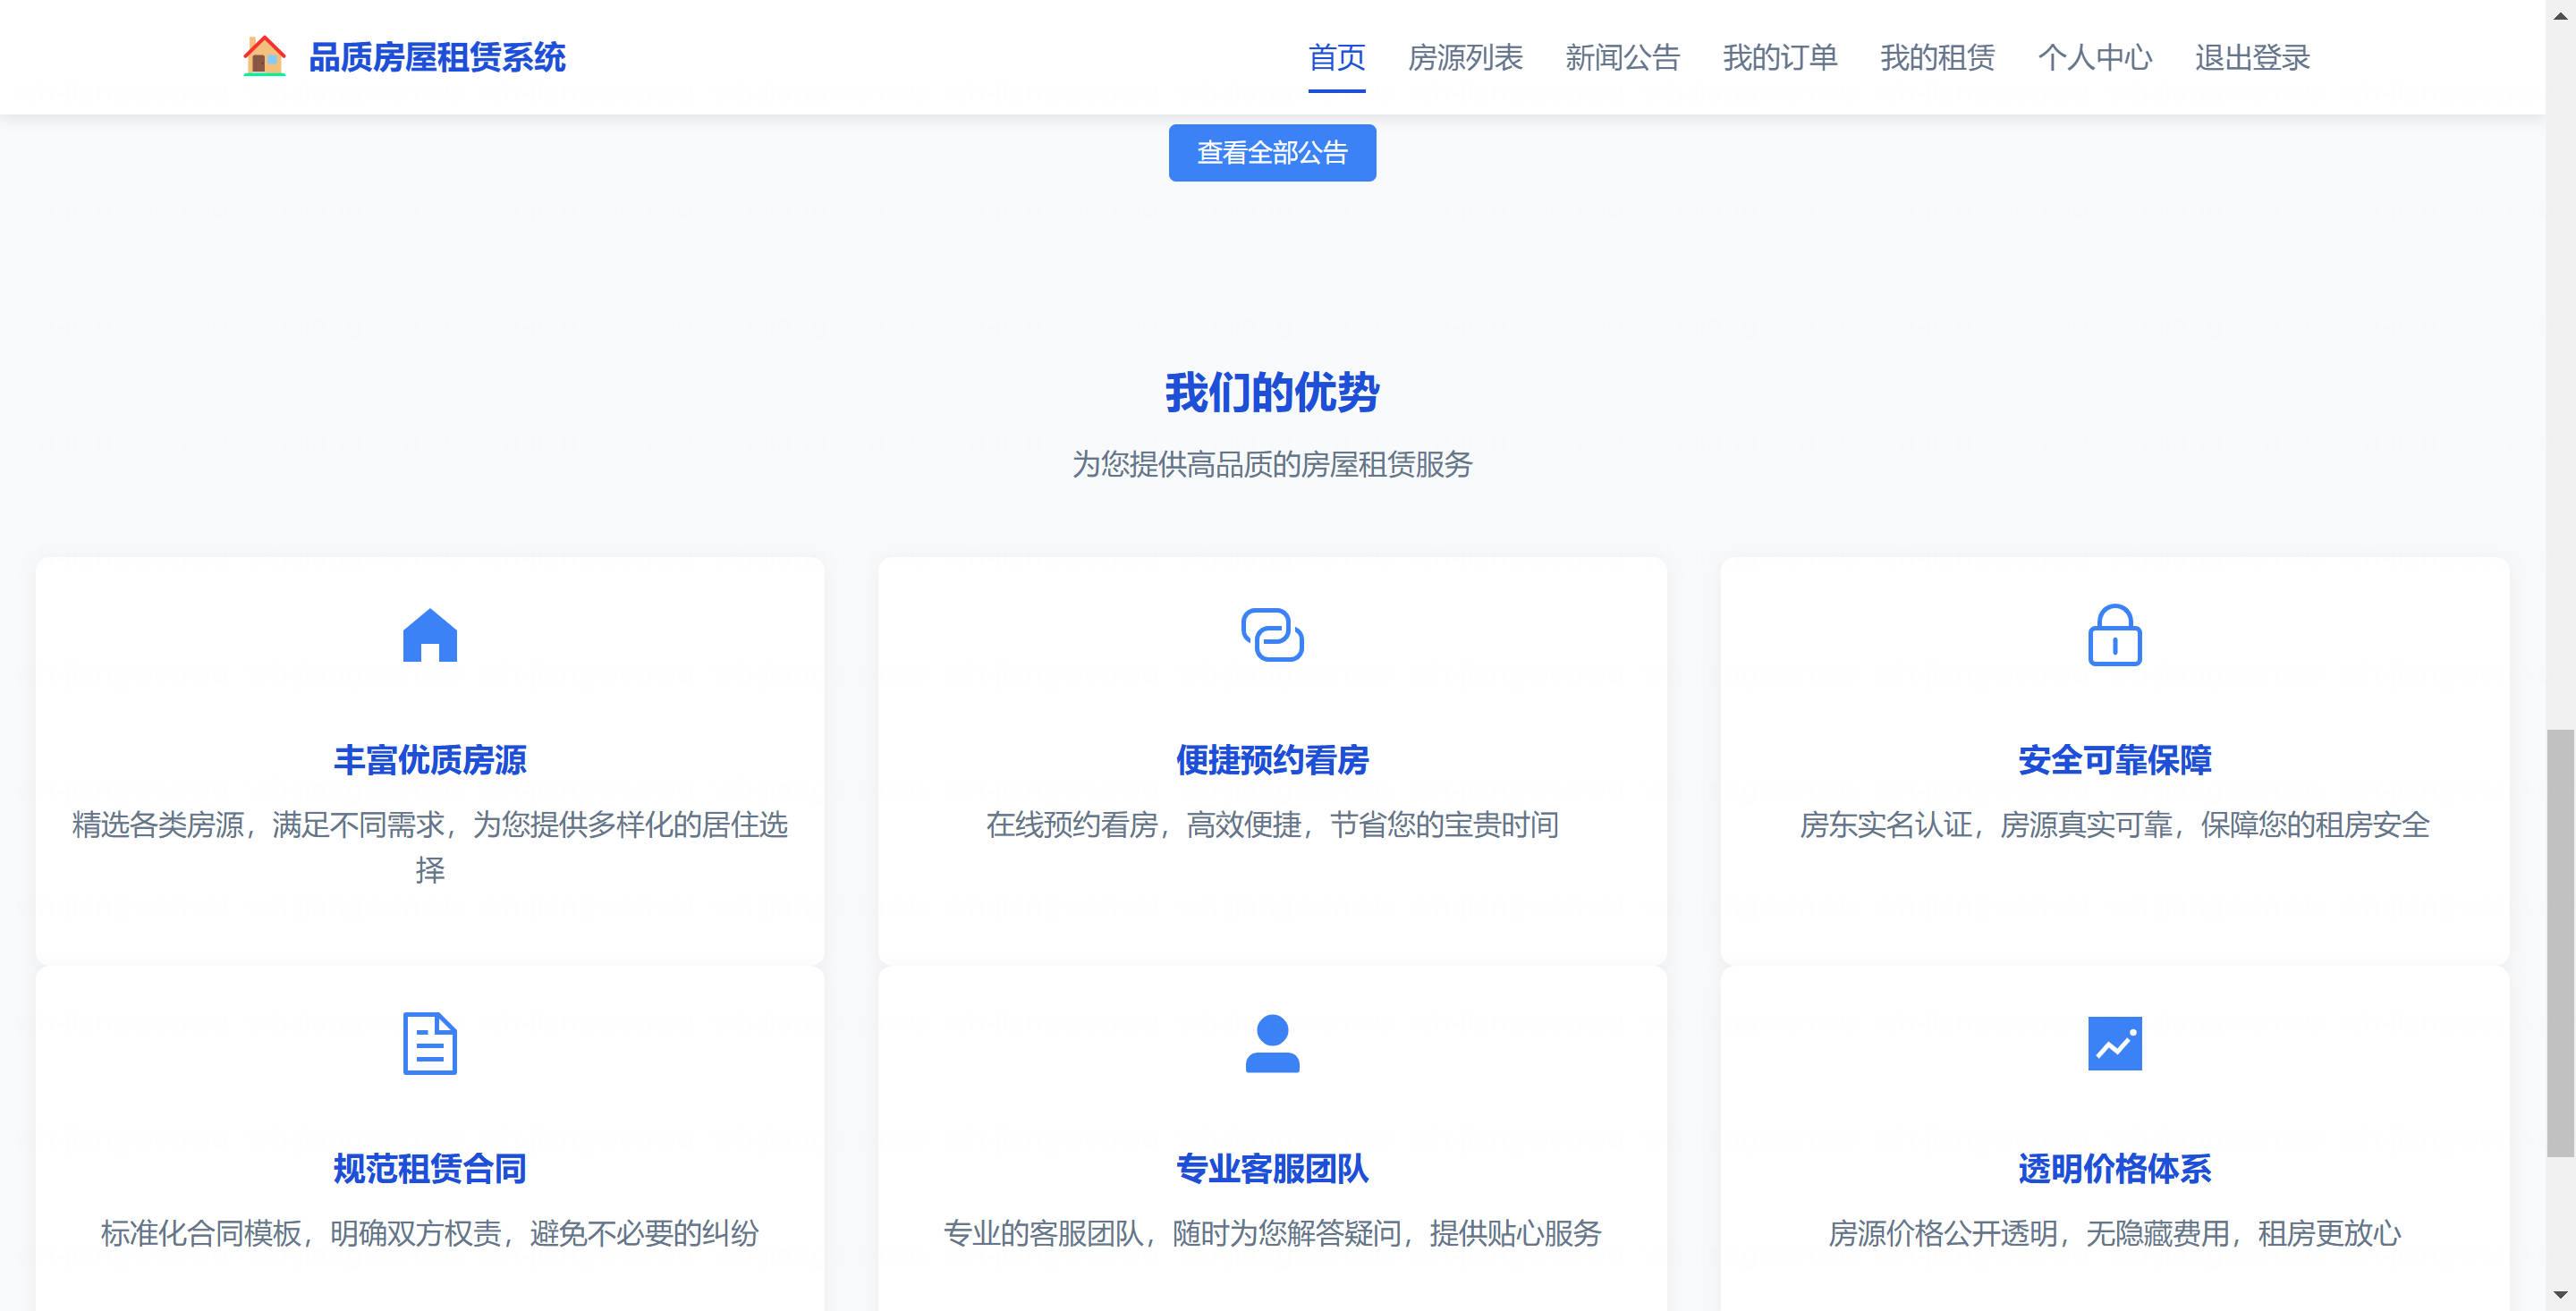 品质房屋租赁系统
首页 房源列表 新闻公告 我的订单 我的租赁 个人中心 退出登录
查看全部公告
我们的优势
为您提供高品质的房屋租赁服务
丰富优质房源
精选各类房源，满足不同需求，为您提供多样化的居住选
择
便捷预约看房
在线预约看房，高效便捷，节省您的宝贵时间
安全可靠保障
房东实名认证，房源真实可靠，保障您的租房安全
规范租赁合同
标准化合同模板，明确双方权责，避免不必要的纠纷
专业客服团队
专业的客服团队，随时为您解答疑问，提供贴心服务
透明价格体系
房源价格公开透明，无隐藏费用，租房更放心